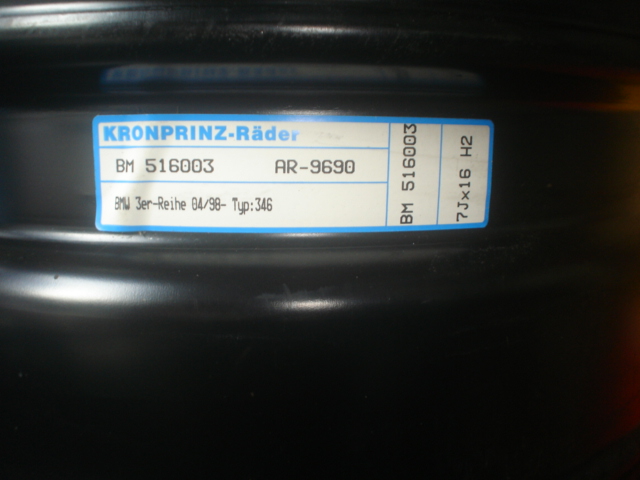 KRONPRINZ-Räder
BM 516003 AR-9690
BMW 3er-Reihe 04/98- Typ:346
BM 516003
7Jx16 H2